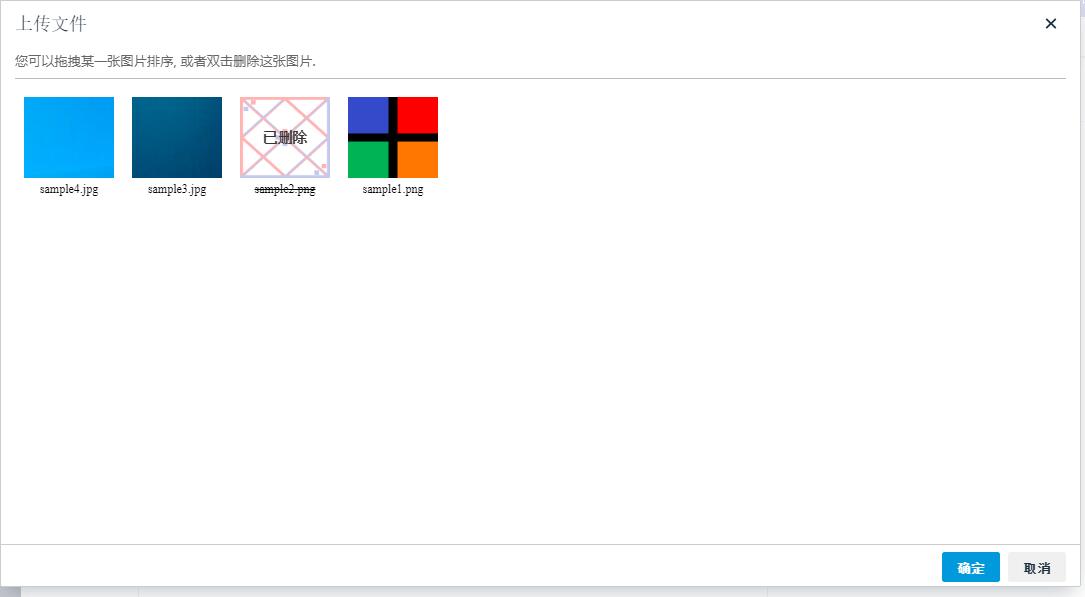 上传文件
您可以拖拽某一张图片排序, 或者双击删除这张图片.
已删除
sample4.jpg
sample3.jpg
sample2.png
sample1.png
确定
取消